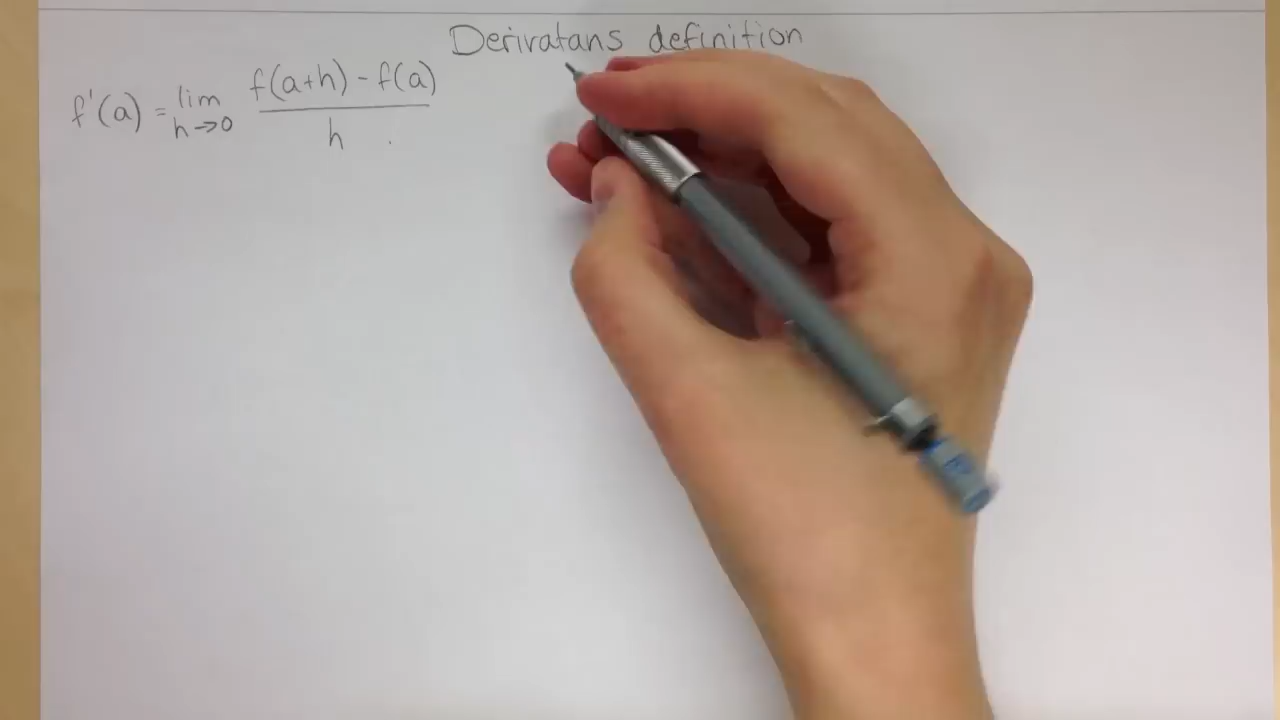 Derivatans definition
f'(a) = lim h→0 f(a+h) - f(a)
h